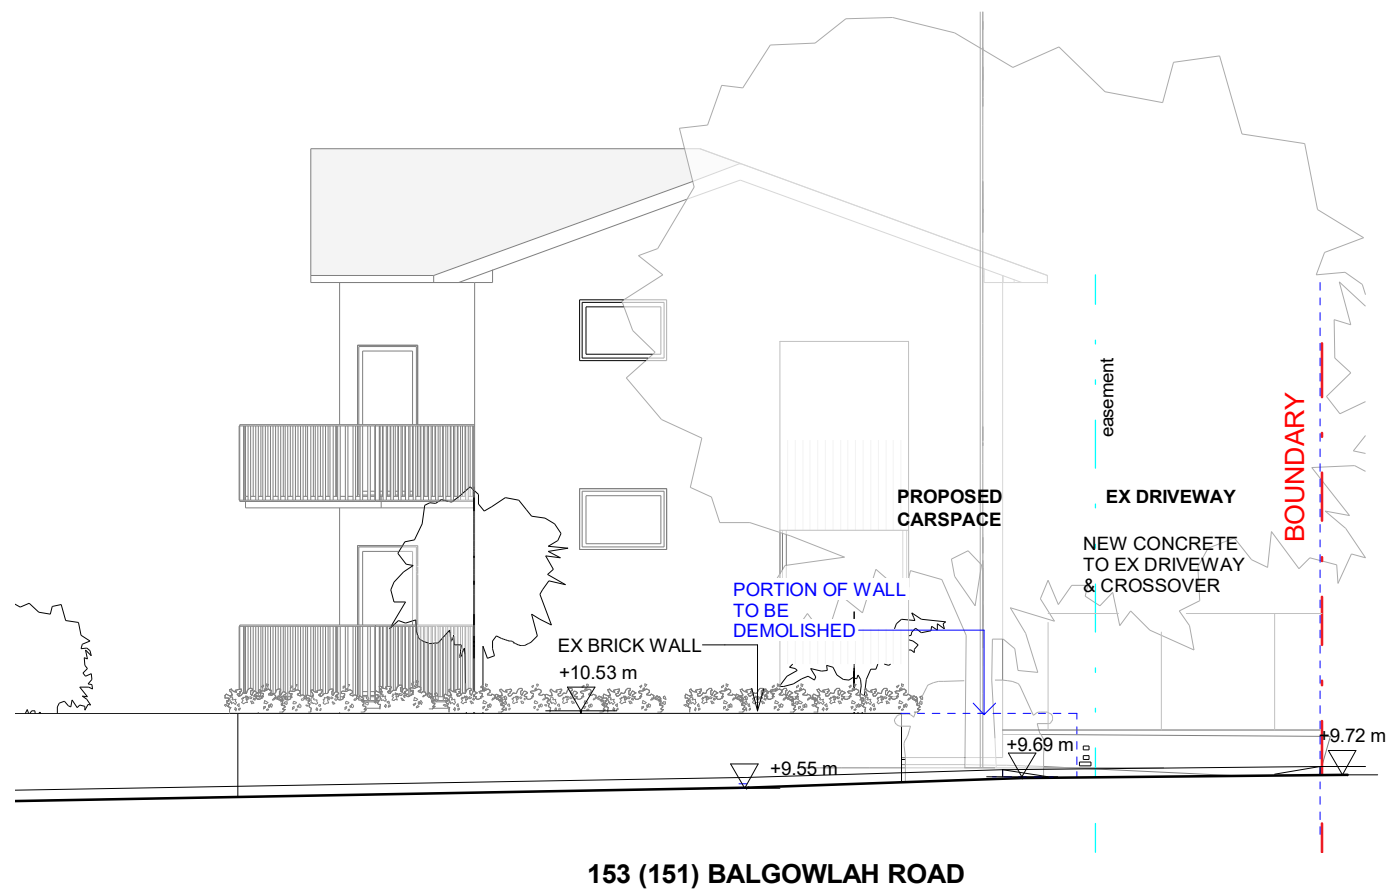 easement
BOUNDARY
PROPOSED
CARSPACE
EX DRIVEWAY
NEW CONCRETE
TO EX DRIVEWAY
& CROSSOVER
PORTION OF WALL
TO BE
DEMOLISHED
EX BRICK WALL
+10.53 m
+9.55 m
+9.69 m
+9.72 m
153 (151) BALGOWLAH ROAD